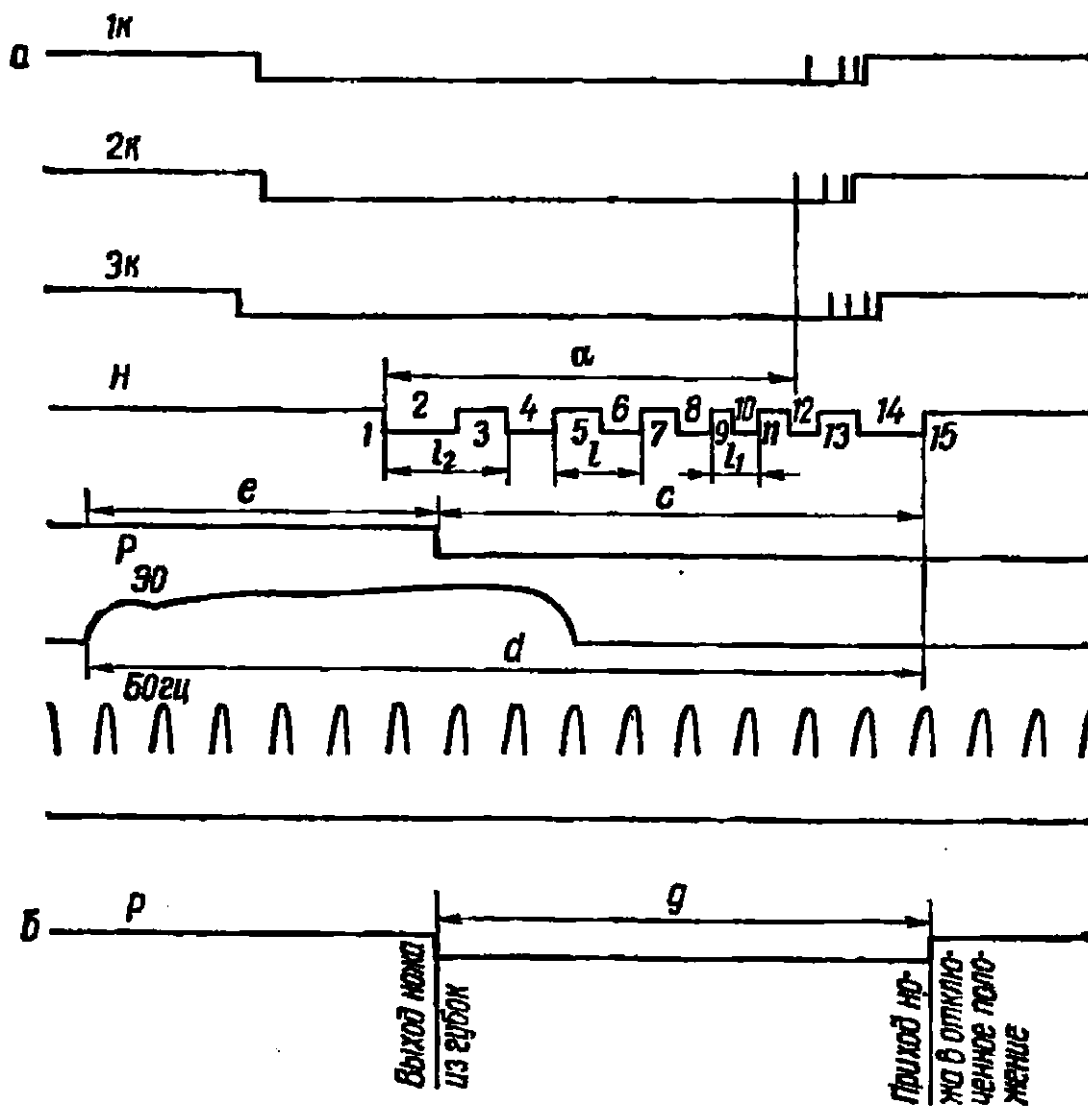 а
1к
2к
3к
Н
а
1 2 3 4 5 6 7 8 9 10 11 12 13 14 15
l₂ l l₁
е с
Р
ЭО
d
50гц
б
Р
g
Выход ножа
из губок
Приход но-
жа в отклю-
ченное поло-
жение